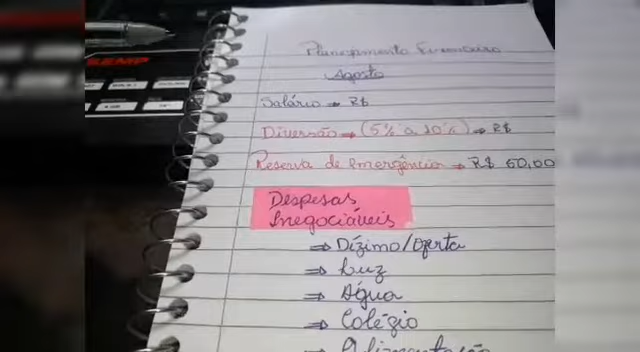 Planejamento Financeiro
Agosto
Salário → R$
Diversão → (5% a 10%) → R$
Reserva de emergência → R$ 60,00
Despesas
Inegociáveis
⇒ Dízimo/Oferta
⇒ Luz
⇒ Água
⇒ Colégio
⇒ Alimentação